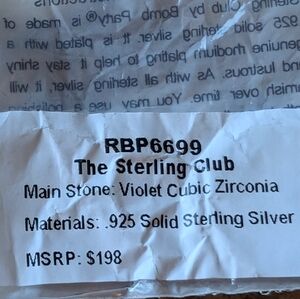 Sterling Club by Bomb Party® is made of
.925 solid sterling silver. It is plated with a
genuine rhodium plating to help it stay shiny
and lustrous. As with all sterling silver, it will
tarnish over time. You may use a polishing
RBP6699
The Sterling Club
Main Stone: Violet Cubic Zirconia
Materials: .925 Solid Sterling Silver
MSRP: $198